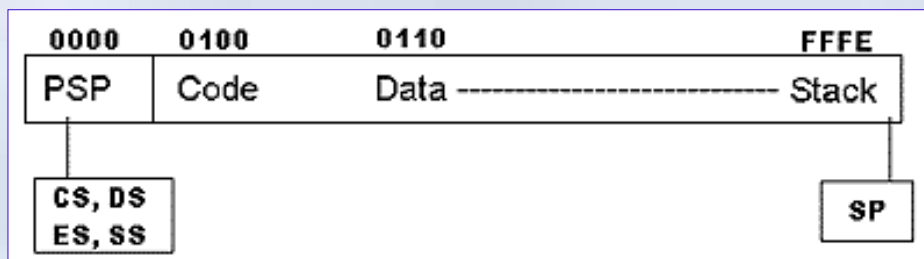 0000 0100 0110 FFFE
PSP Code Data ---------------------------- Stack
CS, DS
ES, SS
SP